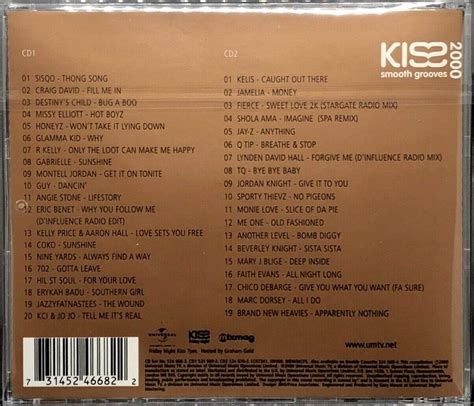 KISS 2000
smooth grooves
CD1
01 SISQO - THONG SONG
02 CRAIG DAVID - FILL ME IN
03 DESTINY'S CHILD - BUG A BOO
04 MISSY ELLIOTT - HOT BOYZ
05 HONEYZ - WON'T TAKE IT LYING DOWN
06 GLAMMA KID - WHY
07 R KELLY - ONLY THE LOOT CAN MAKE ME HAPPY
08 GABRIELLE - SUNSHINE
09 MONTELL JORDAN - GET IT ON TONITE
10 GUY - DANCIN'
11 ANGIE STONE - LIFESTORY
12 ERIC BENET - WHY YOU FOLLOW ME
(D'INFLUENCE RADIO EDIT)
13 KELLY PRICE & AARON HALL - LOVE SETS YOU FREE
14 COKO - SUNSHINE
15 NINE YARDS - ALWAYS FIND A WAY
16 702 - GOTTA LEAVE
17 HIL ST SOUL - FOR YOUR LOVE
18 ERYKAH BADU - SOUTHERN GIRL
19 JAZZYFATNASTEES - THE WOUND
20 KCI & JO JO - TELL ME IT'S REAL
CD2
01 KELIS - CAUGHT OUT THERE
02 JAMELIA - MONEY
03 FIERCE - SWEET LOVE 2K (STARGATE RADIO MIX)
04 SHOLA AMA - IMAGINE (SPA REMIX)
05 JAY-Z - ANYTHING
06 Q TIP - BREATHE & STOP
07 LYNDEN DAVID HALL - FORGIVE ME (D'INFLUENCE RADIO MIX)
08 TQ - BYE BYE BABY
09 JORDAN KNIGHT - GIVE IT TO YOU
10 SPORTY THIEVZ - NO PIGEONS
11 MONIE LOVE - SLICE OF DA PIE
12 ME ONE - OLD FASHIONED
13 ANOTHER LEVEL - BOMB DIGGY
14 BEVERLEY KNIGHT - SISTA SISTA
15 MARY J BLIGE - DEEP INSIDE
16 FAITH EVANS - ALL NIGHT LONG
17 CHICO DEBARGE - GIVE YOU WHAT YOU WANT (FA SURE)
18 MARC DORSEY - ALL I DO
19 BRAND NEW HEAVIES - APPARENTLY NOTHING
UNIVERSAL
KISS
mixmag
Friday Night Kiss 7pm. Hosted by Graham Gold
www.umtv.net
7 31452 46682 2